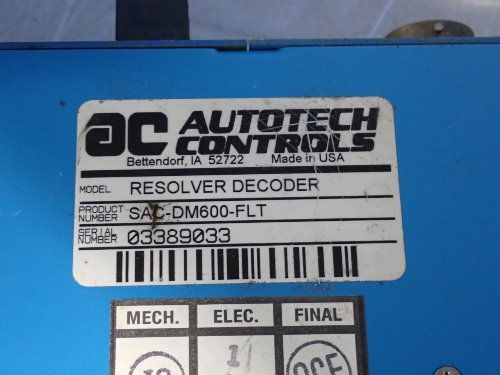 ac AUTOTECH
CONTROLS
Bettendorf, IA 52722 Made in USA
MODEL RESOLVER DECODER
PRODUCT NUMBER SAC-DM600-FLT
SERIAL NUMBER 03389033
MECH. ELEC. FINAL